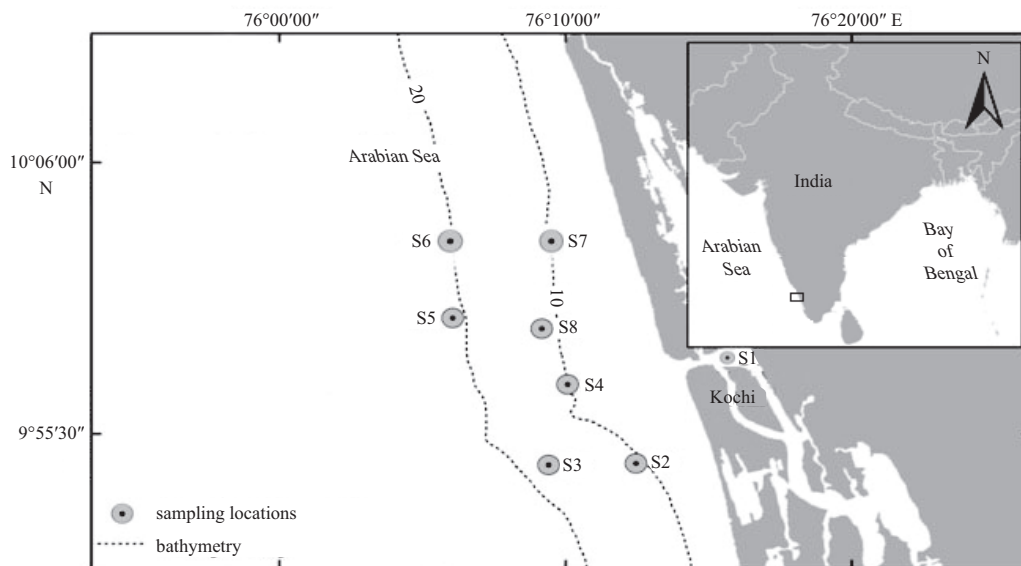 76°00′00″
76°10′00″
76°20′00″ E
N
20
Arabian Sea
10°06′00″
N
India
Arabian
Sea
Bay
of
Bengal
S6
S7
10
S5
S8
S1
S4
Kochi
9°55′30″
S3
S2
sampling locations
bathymetry